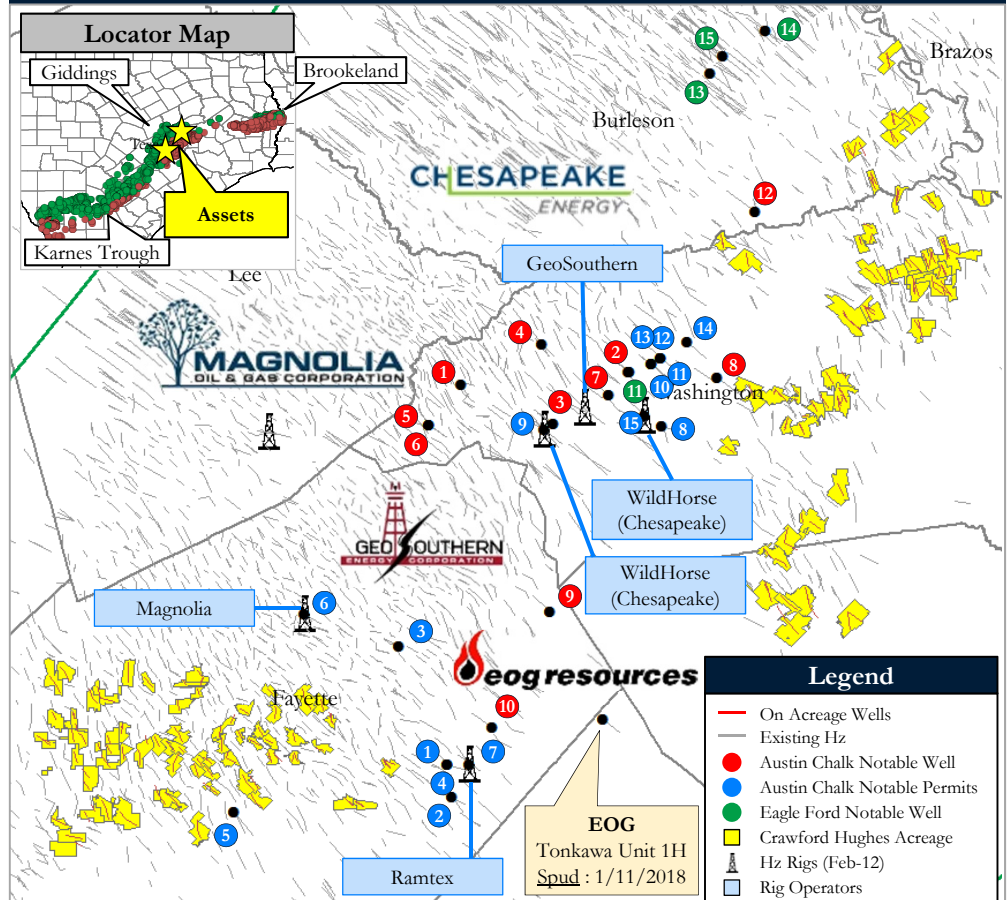 Locator Map
Giddings
Brookeland
Te
Assets
Karnes Trough
Lee
15
14
13
Brazos
Burleson
CHESAPEAKE
ENERGY
12
GeoSouthern
MAGNOLIA
OIL & GAS CORPORATION
4
13
12
14
1
2
11
8
7
11
10
Washington
5
3
6
9
15
8
WildHorse
(Chesapeake)
GEOSOUTHERN
ENERGY CORPORATION
WildHorse
(Chesapeake)
Magnolia
6
9
3
eog resources
Fayette
10
1
7
4
2
5
Ramtex
EOG
Tonkawa Unit 1H
Spud : 1/11/2018
Legend
On Acreage Wells
Existing Hz
Austin Chalk Notable Well
Austin Chalk Notable Permits
Eagle Ford Notable Well
Crawford Hughes Acreage
Hz Rigs (Feb-12)
Rig Operators